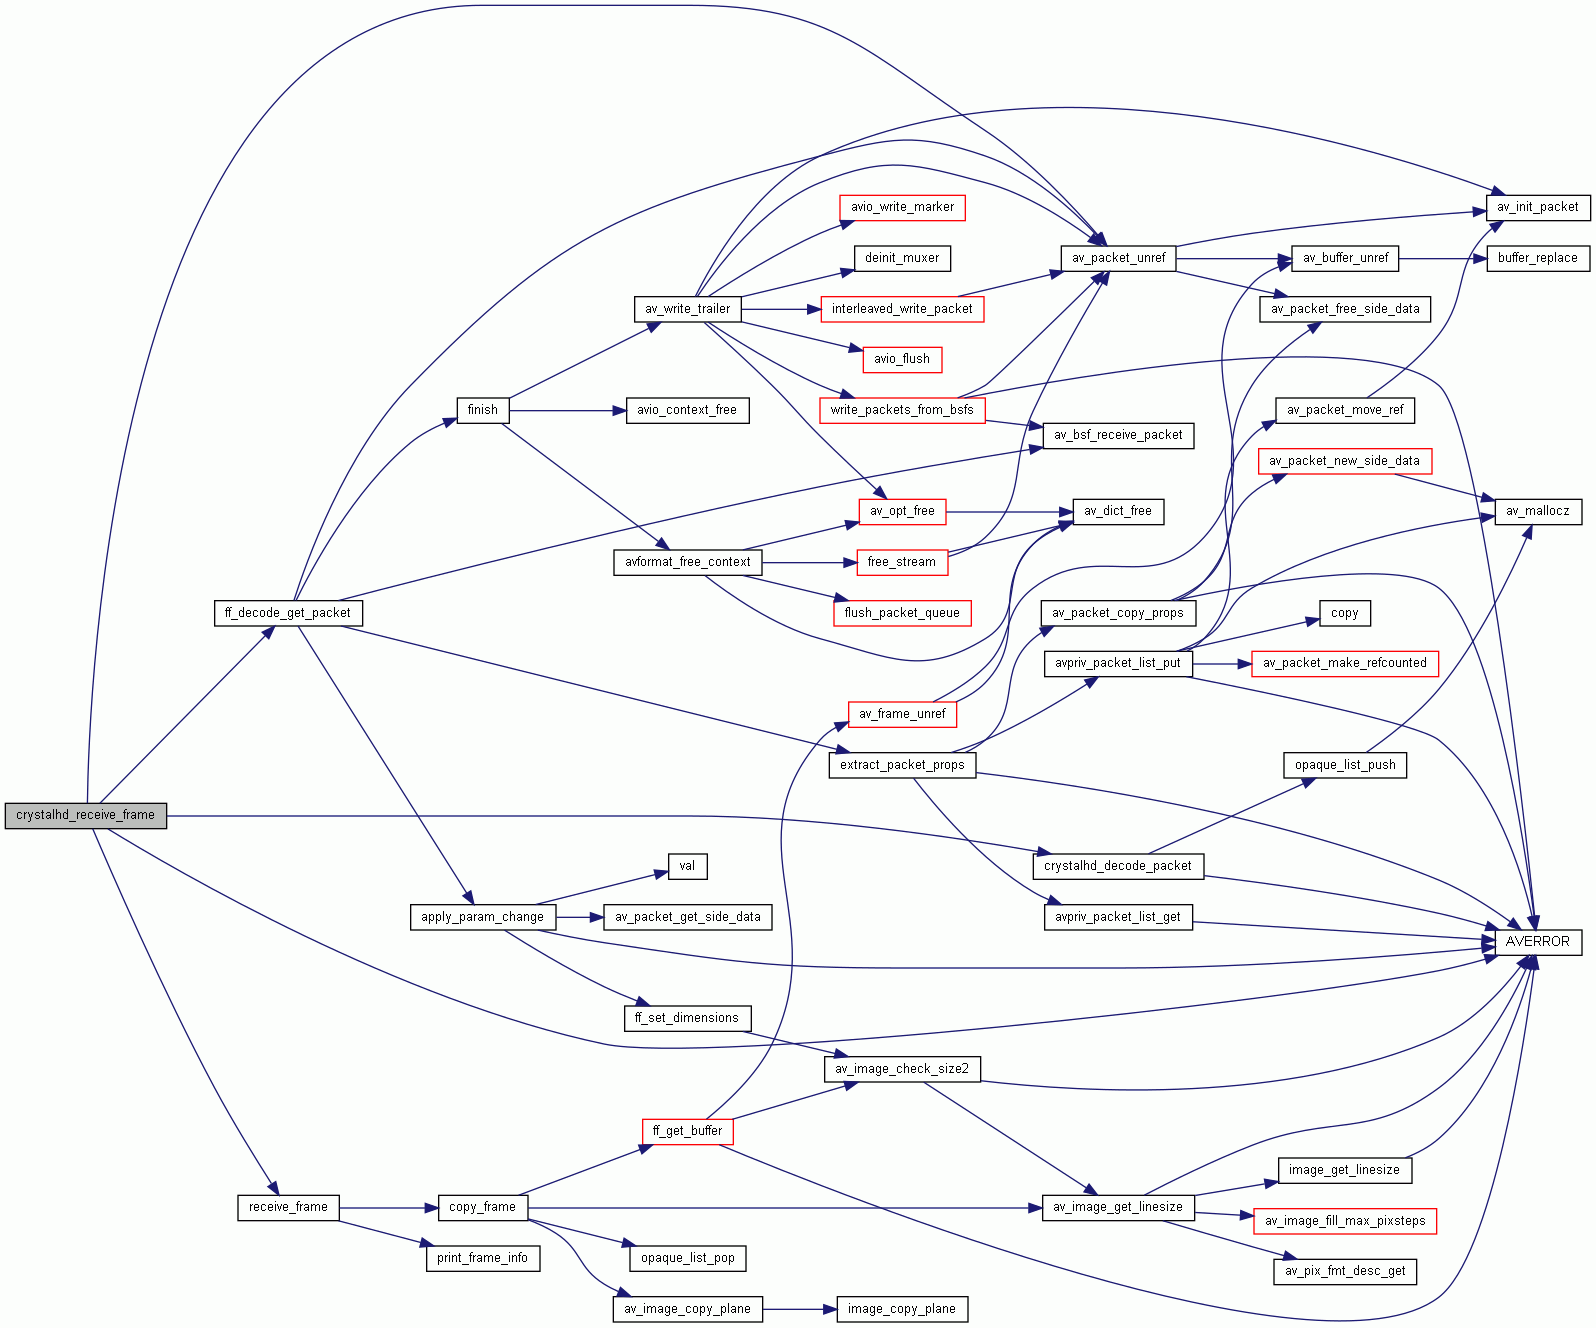 crystalhd_receive_frame
ff_decode_get_packet
receive_frame
finish
apply_param_change
copy_frame
print_frame_info
av_write_trailer
avio_context_free
avformat_free_context
val
av_packet_get_side_data
ff_set_dimensions
ff_get_buffer
opaque_list_pop
av_image_copy_plane
avio_write_marker
deinit_muxer
interleaved_write_packet
avio_flush
write_packets_from_bsfs
av_opt_free
free_stream
flush_packet_queue
av_frame_unref
extract_packet_props
av_image_check_size2
image_copy_plane
av_packet_unref
av_bsf_receive_packet
av_dict_free
av_packet_copy_props
avpriv_packet_list_put
crystalhd_decode_packet
avpriv_packet_list_get
av_image_get_linesize
av_buffer_unref
av_packet_free_side_data
av_packet_move_ref
av_packet_new_side_data
copy
av_packet_make_refcounted
opaque_list_push
image_get_linesize
av_image_fill_max_pixsteps
av_pix_fmt_desc_get
av_init_packet
buffer_replace
av_mallocz
AVERROR